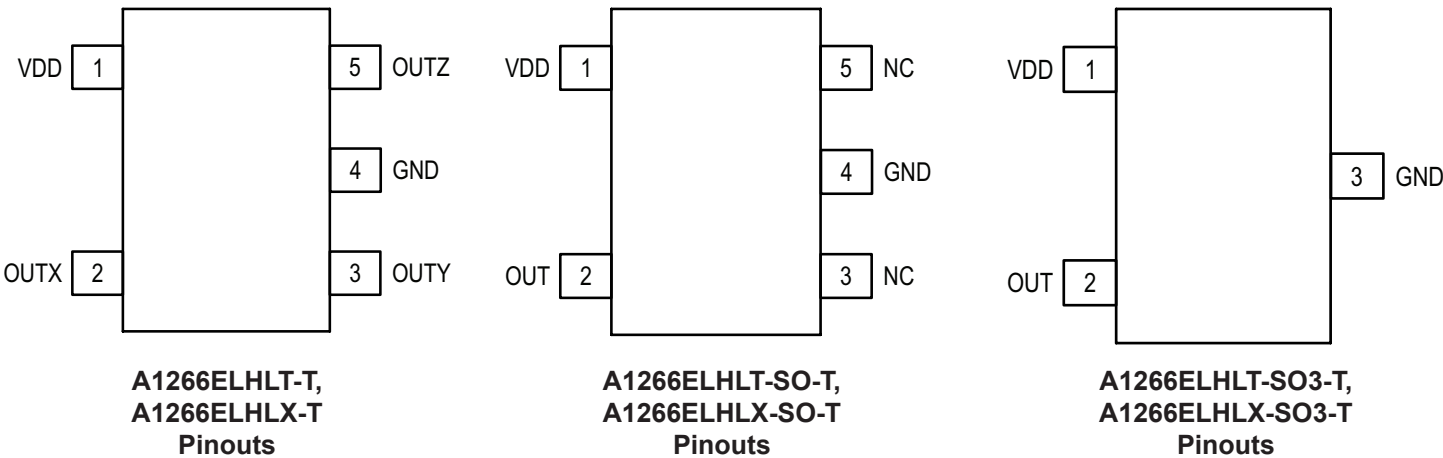 VDD 1
5 OUTZ
4 GND
OUTX 2
3 OUTY
A1266ELHLT-T,
A1266ELHLX-T
Pinouts
VDD 1
5 NC
4 GND
OUT 2
3 NC
A1266ELHLT-SO-T,
A1266ELHLX-SO-T
Pinouts
VDD 1
3 GND
OUT 2
A1266ELHLT-SO3-T,
A1266ELHLX-SO3-T
Pinouts